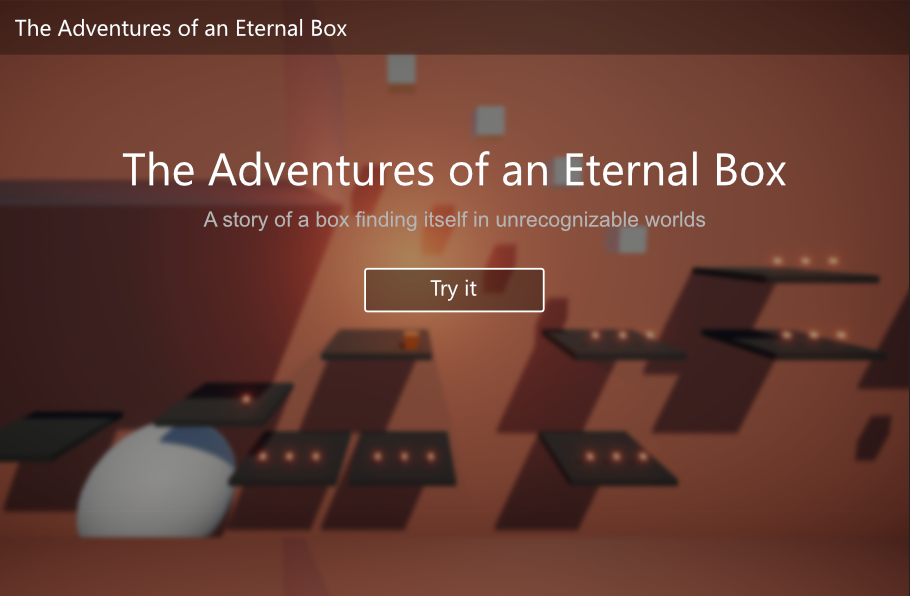 The Adventures of an Eternal Box
The Adventures of an Eternal Box
A story of a box finding itself in unrecognizable worlds
Try it